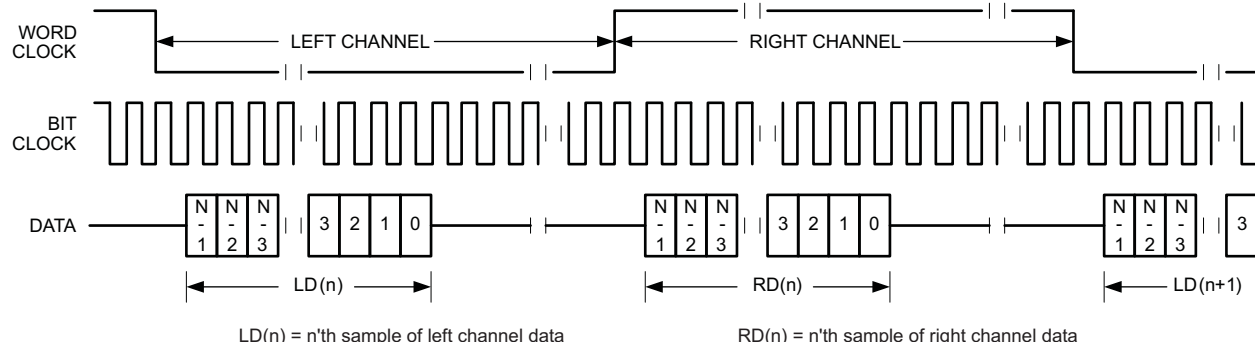 WORD
CLOCK
LEFT CHANNEL
RIGHT CHANNEL
BIT
CLOCK
DATA
N
-
1
N
-
2
N
-
3
3 2 1 0
N
-
1
N
-
2
N
-
3
3 2 1 0
N
-
1
N
-
2
N
-
3
3
LD(n)
RD(n)
LD(n+1)
LD(n) = n'th sample of left channel data
RD(n) = n'th sample of right channel data